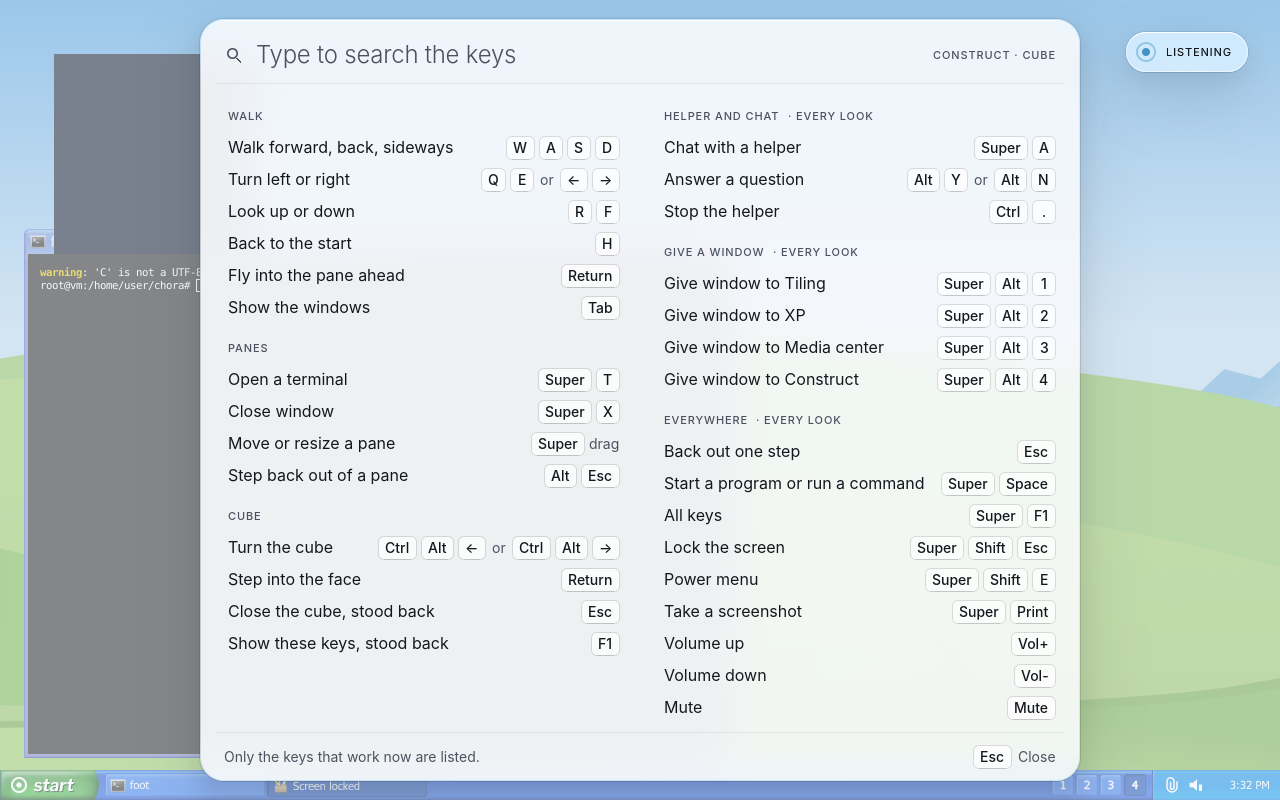 Type to search the keys
CONSTRUCT · CUBE
LISTENING
WALK
Walk forward, back, sideways W A S D
Turn left or right Q E or ← →
Look up or down R F
Back to the start H
Fly into the pane ahead Return
Show the windows Tab
PANES
Open a terminal Super T
Close window Super X
Move or resize a pane Super drag
Step back out of a pane Alt Esc
CUBE
Turn the cube Ctrl Alt ← or Ctrl Alt →
Step into the face Return
Close the cube, stood back Esc
Show these keys, stood back F1
HELPER AND CHAT · EVERY LOOK
Chat with a helper Super A
Answer a question Alt Y or Alt N
Stop the helper Ctrl .
GIVE A WINDOW · EVERY LOOK
Give window to Tiling Super Alt 1
Give window to XP Super Alt 2
Give window to Media center Super Alt 3
Give window to Construct Super Alt 4
EVERYWHERE · EVERY LOOK
Back out one step Esc
Start a program or run a command Super Space
All keys Super F1
Lock the screen Super Shift Esc
Power menu Super Shift E
Take a screenshot Super Print
Volume up Vol+
Volume down Vol-
Mute Mute
Only the keys that work now are listed.
Esc Close
warning: 'C' is not a UTF-8
root@vm:/home/user/chora#
start
foot
Screen locked
1 2 3 4
3:32 PM